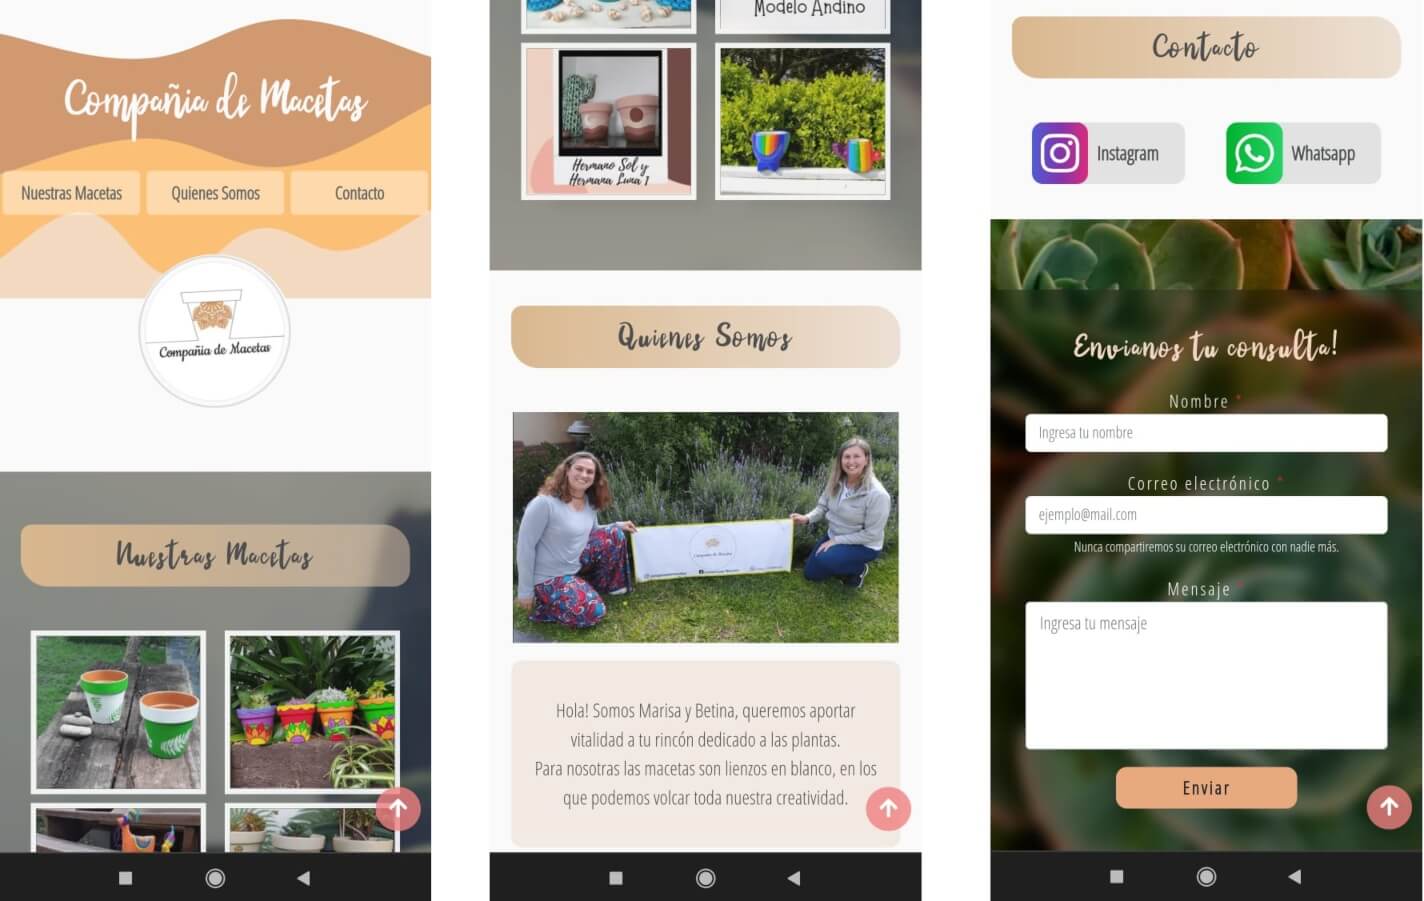 Compañia de Macetas
Nuestras Macetas
Quienes Somos
Contacto
Compañia de Macetas
Nuestras Macetas
Modelo Andino
Hermano Sol y
Hermana Luna 1
Quienes Somos
Compañia de Macetas
Hola! Somos Marisa y Betina, queremos aportar
vitalidad a tu rincón dedicado a las plantas.
Para nosotras las macetas son lienzos en blanco, en los
que podemos volcar toda nuestra creatividad.
Contacto
Instagram
Whatsapp
Envianos tu consulta!
Nombre *
Ingresa tu nombre
Correo electrónico *
ejemplo@mail.com
Nunca compartiremos su correo electrónico con nadie más.
Mensaje *
Ingresa tu mensaje
Enviar